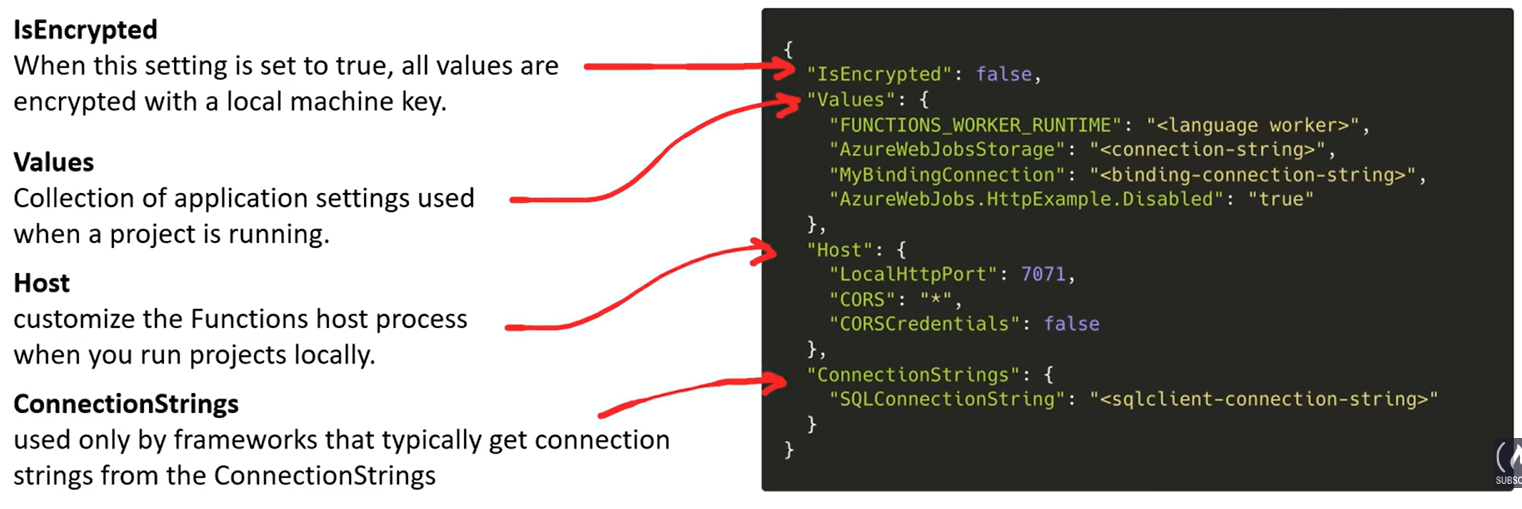 IsEncrypted
When this setting is set to true, all values are
encrypted with a local machine key.
Values
Collection of application settings used
when a project is running.
Host
customize the Functions host process
when you run projects locally.
ConnectionStrings
used only by frameworks that typically get connection
strings from the ConnectionStrings
{
"IsEncrypted": false,
"Values": {
"FUNCTIONS_WORKER_RUNTIME": "<language worker>",
"AzureWebJobsStorage": "<connection-string>",
"MyBindingConnection": "<binding-connection-string>",
"AzureWebJobs.HttpExample.Disabled": "true"
},
"Host": {
"LocalHttpPort": 7071,
"CORS": "*",
"CORSCredentials": false
},
"ConnectionStrings": {
"SQLConnectionString": "<sqlclient-connection-string>"
}
}
SUBSC